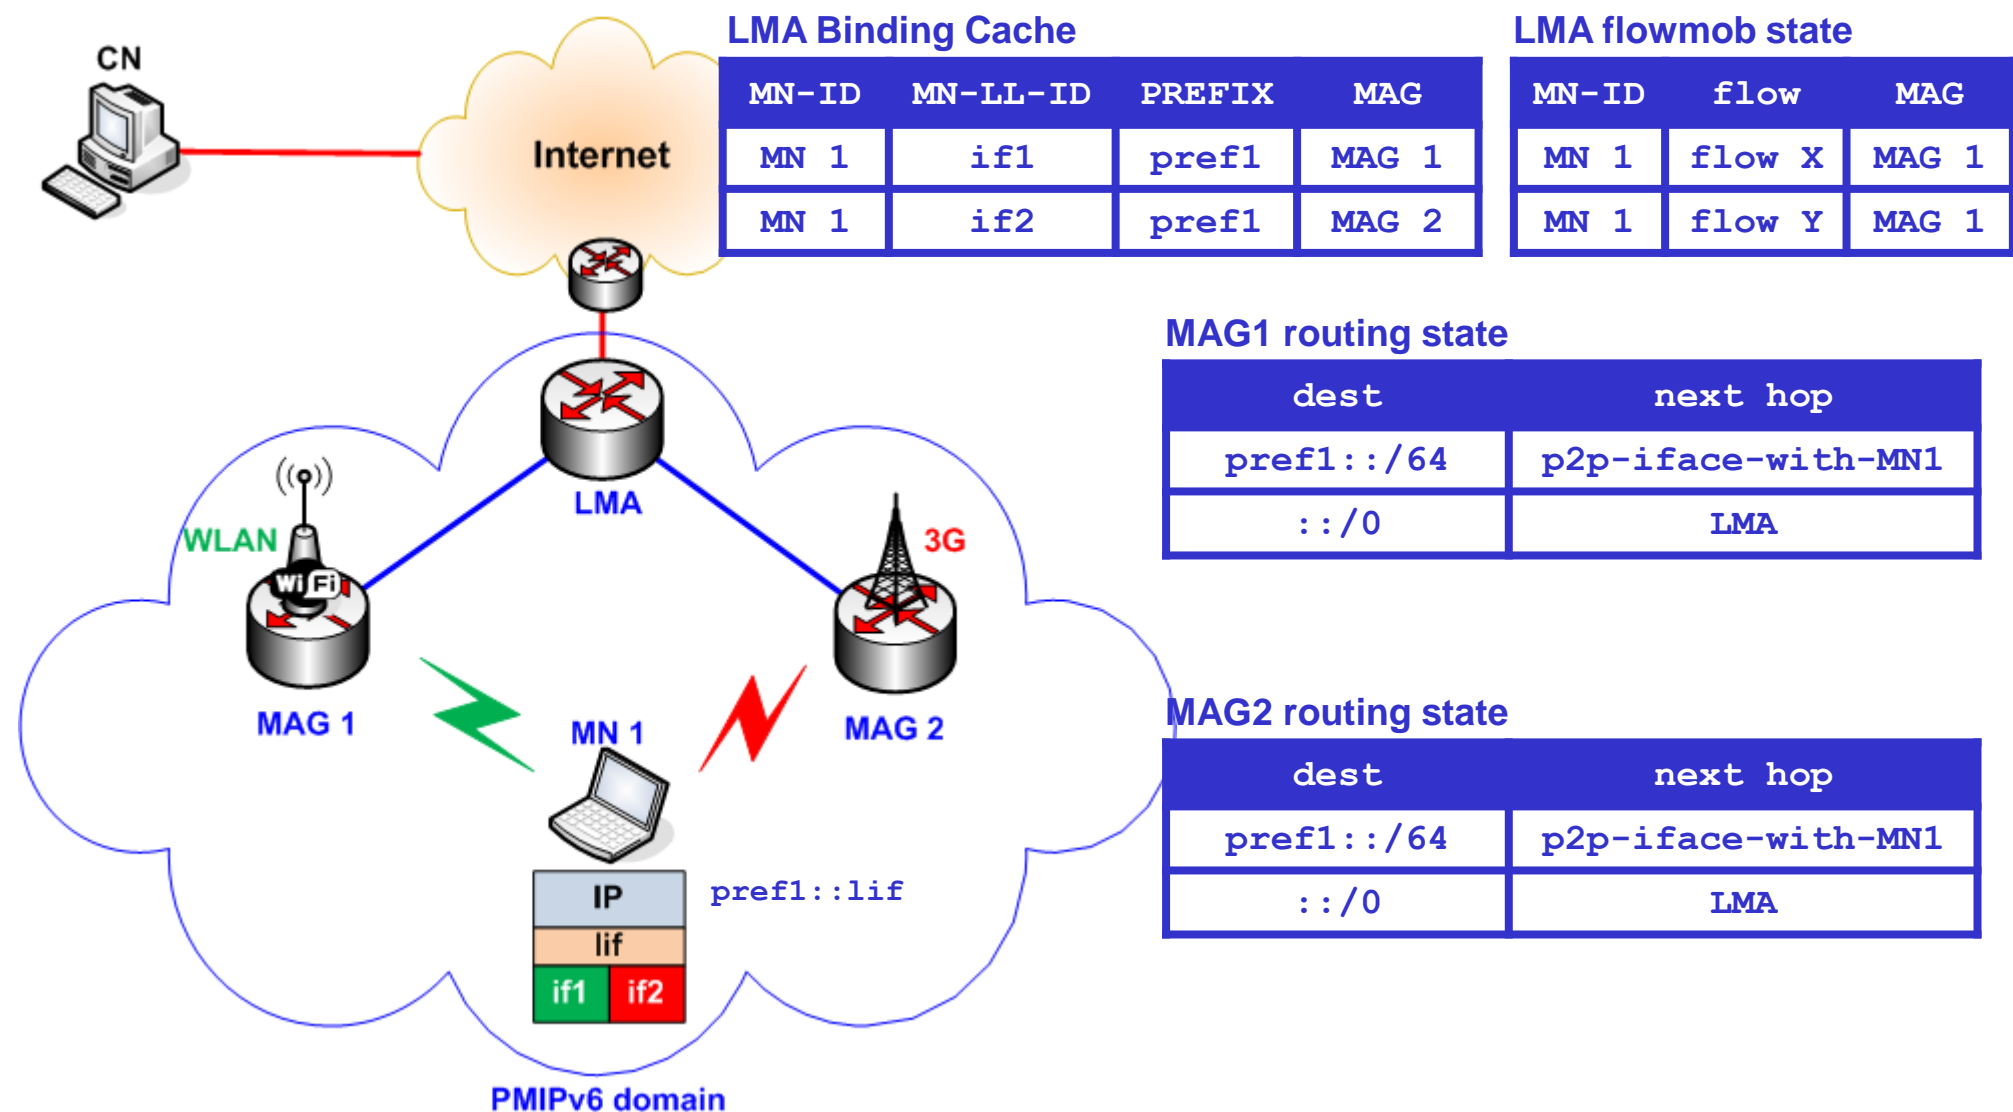 CN
Internet
LMA Binding Cache
MN-ID MN-LL-ID PREFIX MAG
MN 1 if1 pref1 MAG 1
MN 1 if2 pref1 MAG 2
LMA flowmob state
MN-ID flow MAG
MN 1 flow X MAG 1
MN 1 flow Y MAG 1
MAG1 routing state
dest next hop
pref1::/64 p2p-iface-with-MN1
::/0 LMA
LMA
WLAN
Wi Fi
3G
MAG 1
MN 1
MAG 2
MAG2 routing state
dest next hop
pref1::/64 p2p-iface-with-MN1
::/0 LMA
IP
pref1::lif
lif
if1 if2
PMIPv6 domain